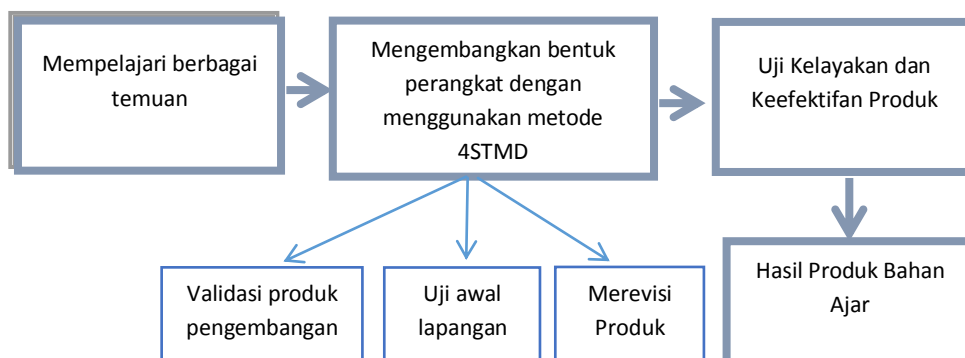 Mempelajari berbagai
temuan
Mengembangkan bentuk
perangkat dengan
menggunakan metode
4STMD
Uji Kelayakan dan
Keefektifan Produk
Validasi produk
pengembangan
Uji awal
lapangan
Merevisi
Produk
Hasil Produk Bahan
Ajar